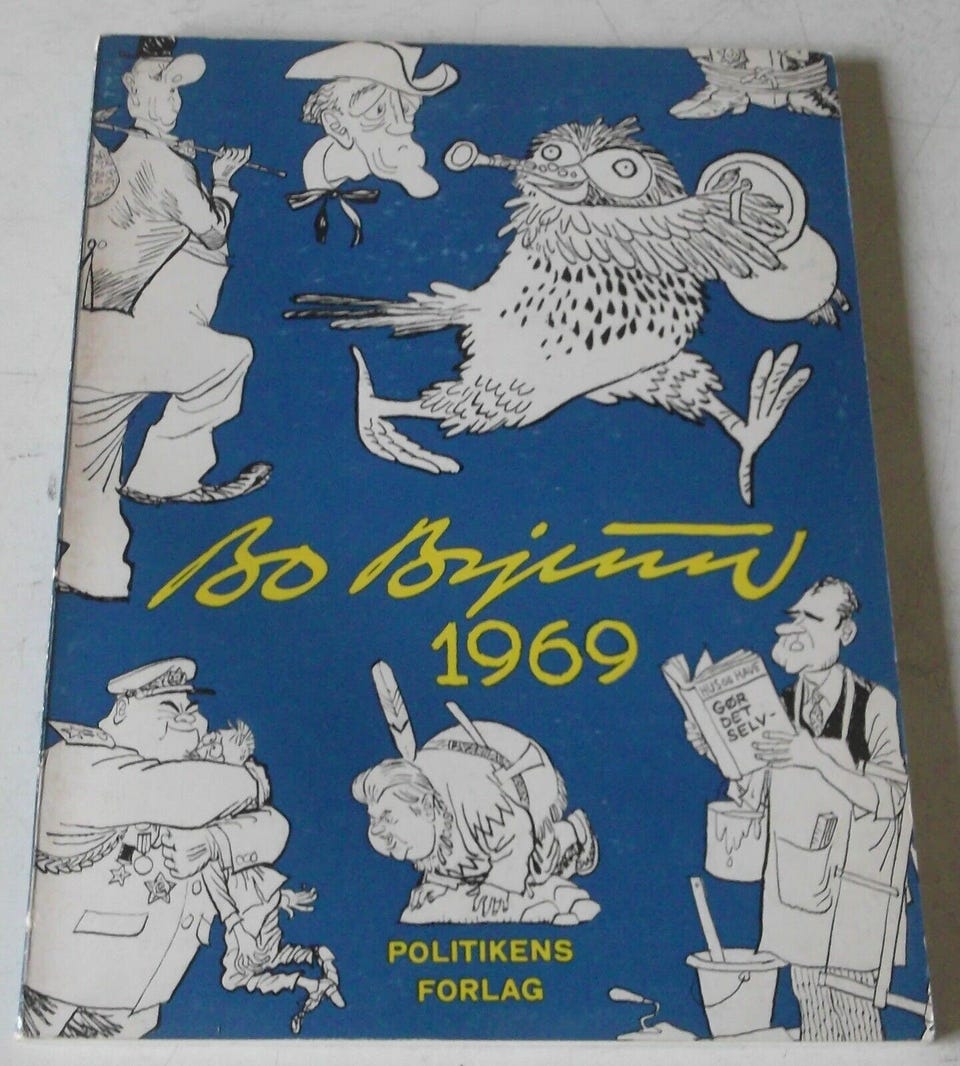 Bo Bojesen
1969
HUS OG HAVE
GØR
DET
SELV.
POLITIKENS
FORLAG